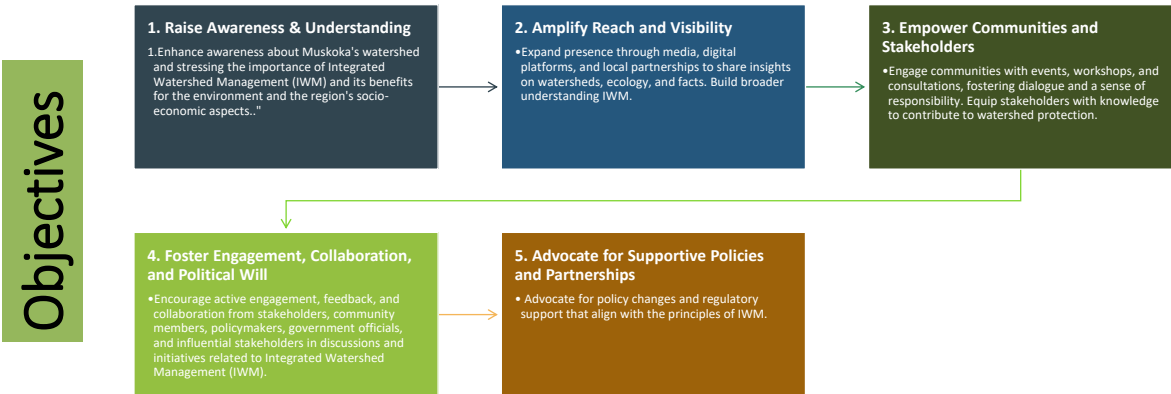 Objectives
1. Raise Awareness & Understanding
1.Enhance awareness about Muskoka's watershed
and stressing the importance of Integrated
Watershed Management (IWM) and its benefits
for the environment and the region's socio-
economic aspects.."
2. Amplify Reach and Visibility
•Expand presence through media, digital
platforms, and local partnerships to share insights
on watersheds, ecology, and facts. Build broader
understanding IWM.
3. Empower Communities and
Stakeholders
•Engage communities with events, workshops, and
consultations, fostering dialogue and a sense of
responsibility. Equip stakeholders with knowledge
to contribute to watershed protection.
4. Foster Engagement, Collaboration,
and Political Will
•Encourage active engagement, feedback, and
collaboration from stakeholders, community
members, policymakers, government officials,
and influential stakeholders in discussions and
initiatives related to Integrated Watershed
Management (IWM).
5. Advocate for Supportive Policies
and Partnerships
• Advocate for policy changes and regulatory
support that align with the principles of IWM.